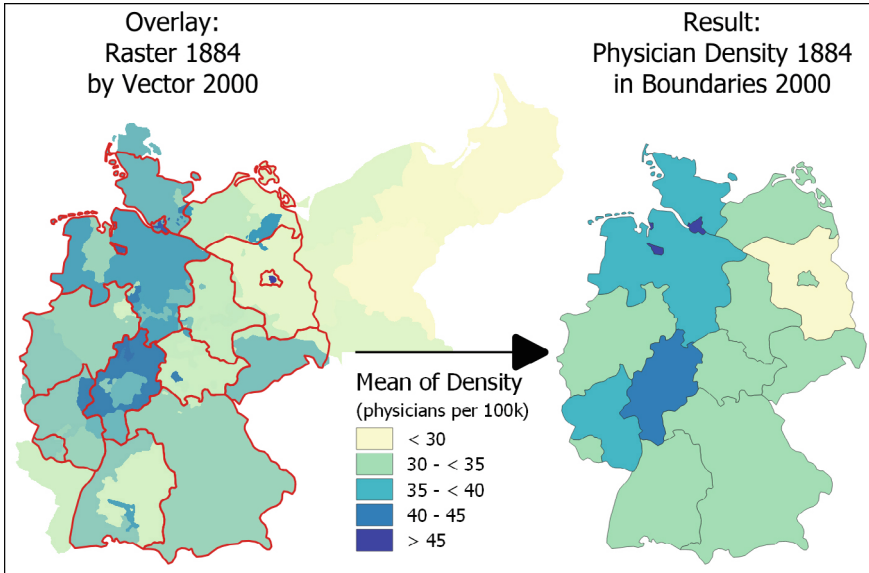 Overlay:
Raster 1884
by Vector 2000
Result:
Physician Density 1884
in Boundaries 2000
Mean of Density
(physicians per 100k)
< 30
30 - < 35
35 - < 40
40 - 45
> 45